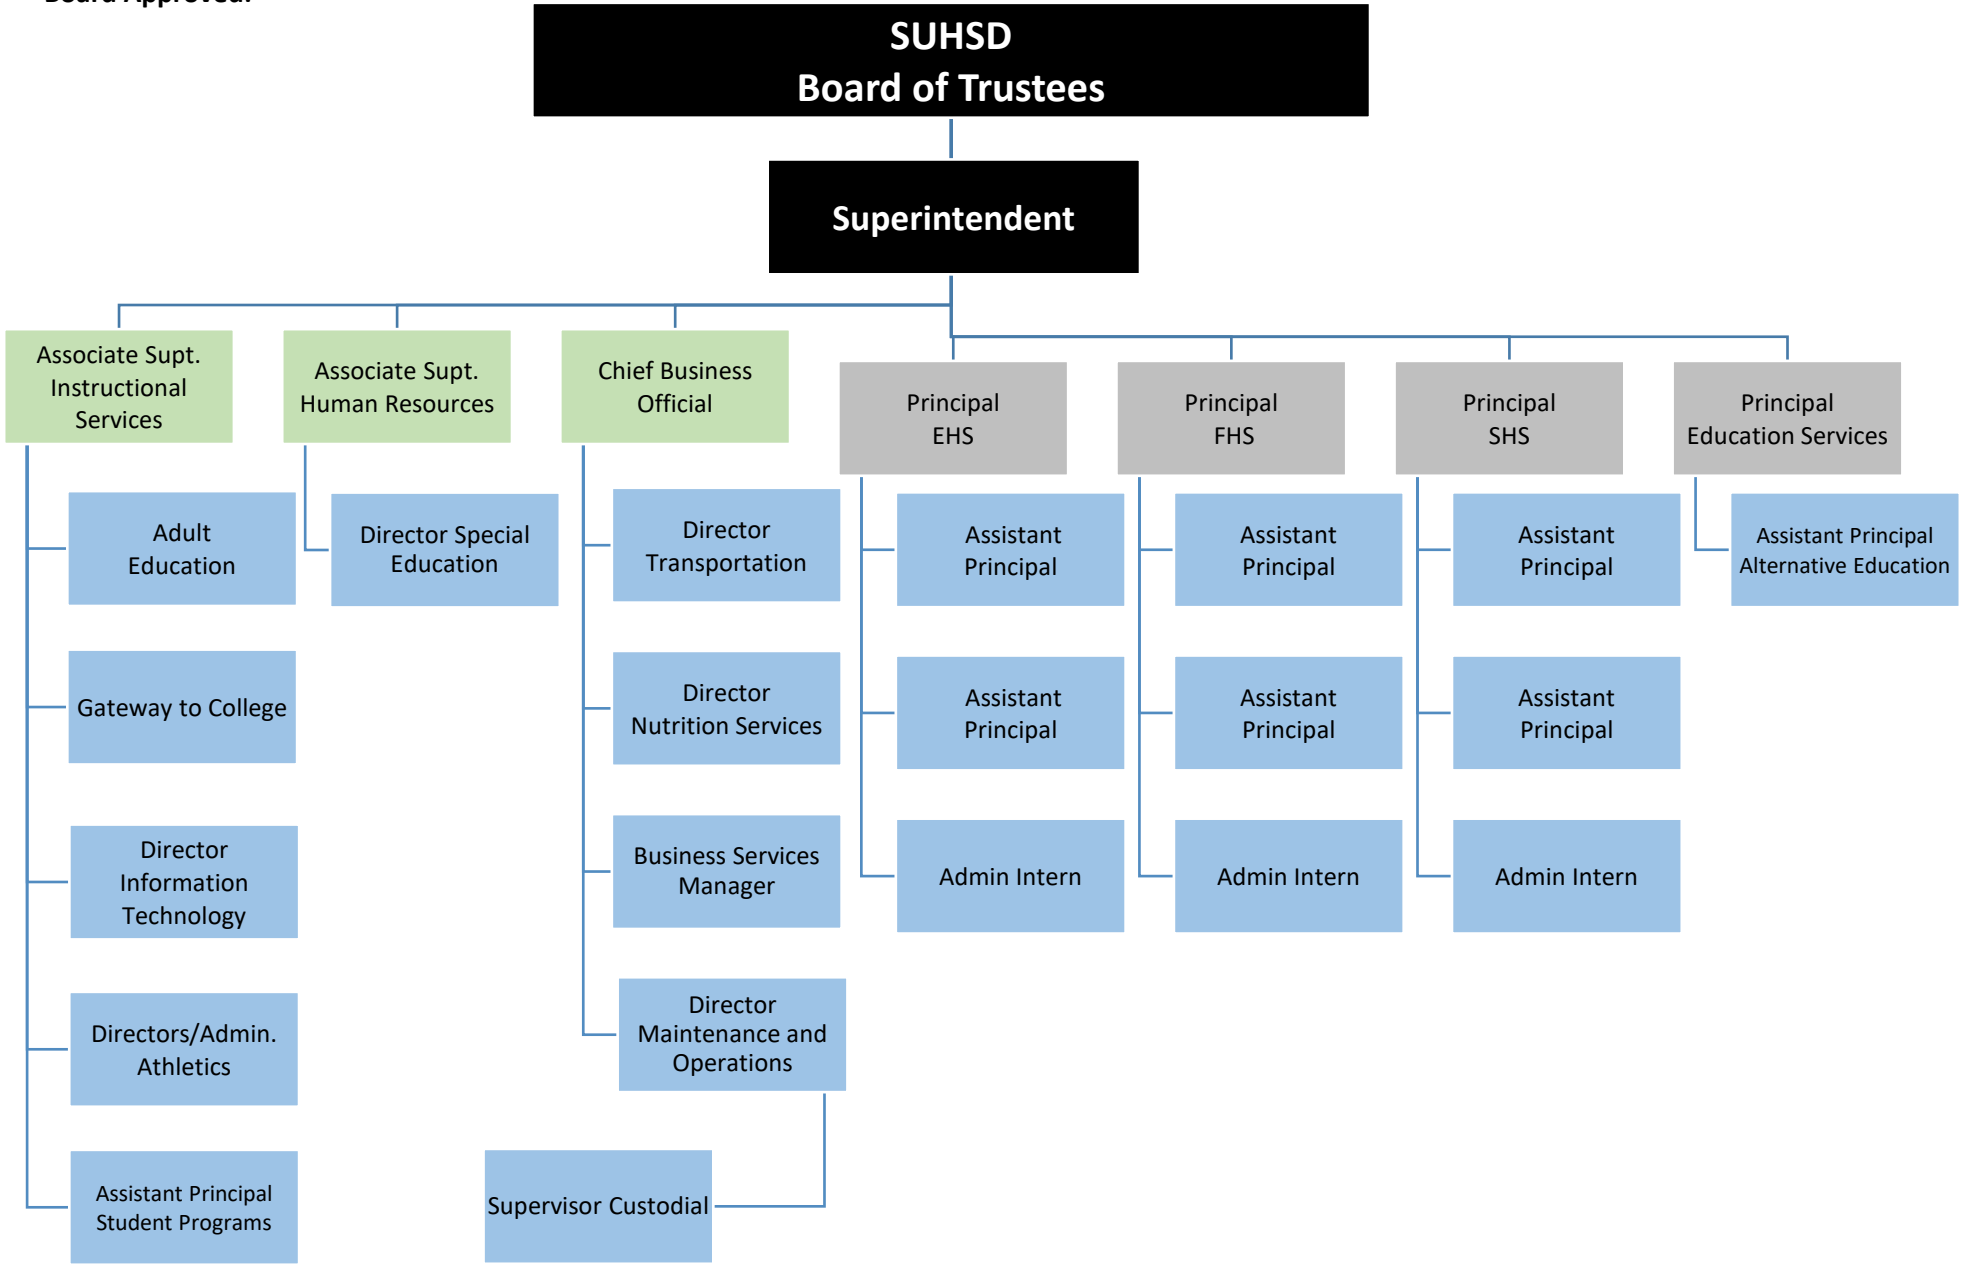 Board Approved:
SUHSD
Board of Trustees
Superintendent
Associate Supt.
Instructional
Services
Associate Supt.
Human Resources
Chief Business
Official
Principal
EHS
Principal
FHS
Principal
SHS
Principal
Education Services
Adult
Education
Director Special
Education
Director
Transportation
Assistant
Principal
Assistant
Principal
Assistant
Principal
Assistant Principal
Alternative Education
Gateway to College
Director
Nutrition Services
Assistant
Principal
Assistant
Principal
Assistant
Principal
Director
Information
Technology
Business Services
Manager
Admin Intern
Admin Intern
Admin Intern
Directors/Admin.
Athletics
Director
Maintenance and
Operations
Assistant Principal
Student Programs
Supervisor Custodial